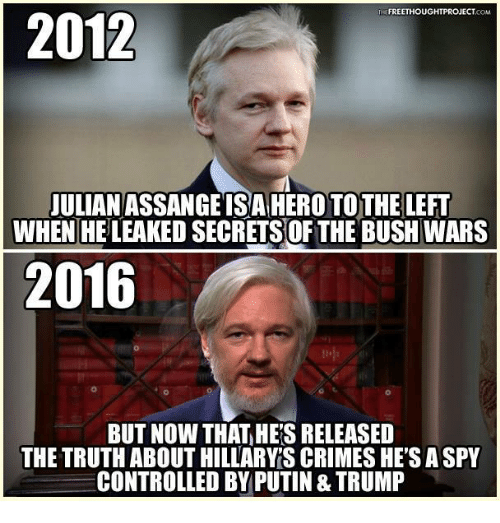 THEFREETHOUGHTPROJECT.COM
2012
JULIAN ASSANGE IS A HERO TO THE LEFT
WHEN HE LEAKED SECRETS OF THE BUSH WARS
2016
BUT NOW THAT HE'S RELEASED
THE TRUTH ABOUT HILLARY'S CRIMES HE'S A SPY
CONTROLLED BY PUTIN & TRUMP